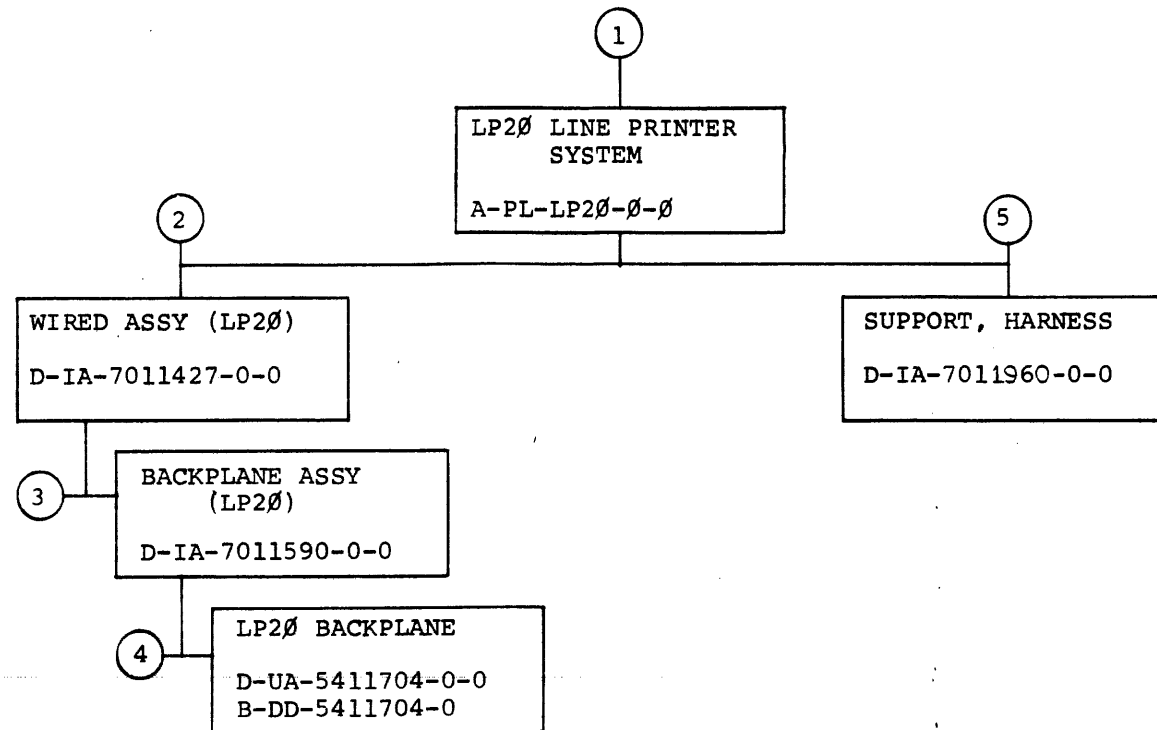 1
LP2Ø LINE PRINTER
SYSTEM
A-PL-LP2Ø-Ø-Ø
2
5
WIRED ASSY (LP2Ø)
D-IA-7011427-0-0
SUPPORT, HARNESS
D-IA-7011960-0-0
3
BACKPLANE ASSY
(LP2Ø)
D-IA-7011590-0-0
4
LP2Ø BACKPLANE
D-UA-5411704-0-0
B-DD-5411704-0